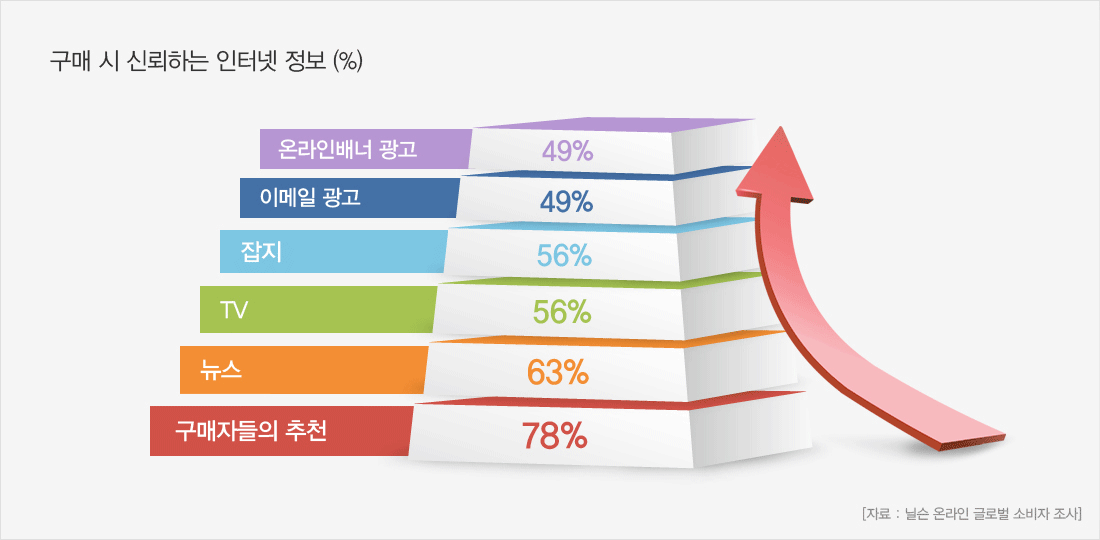 구매 시 신뢰하는 인터넷 정보 (%)
온라인배너 광고 49%
이메일 광고 49%
잡지 56%
TV 56%
뉴스 63%
구매자들의 추천 78%
[자료 : 닐슨 온라인 글로벌 소비자 조사]